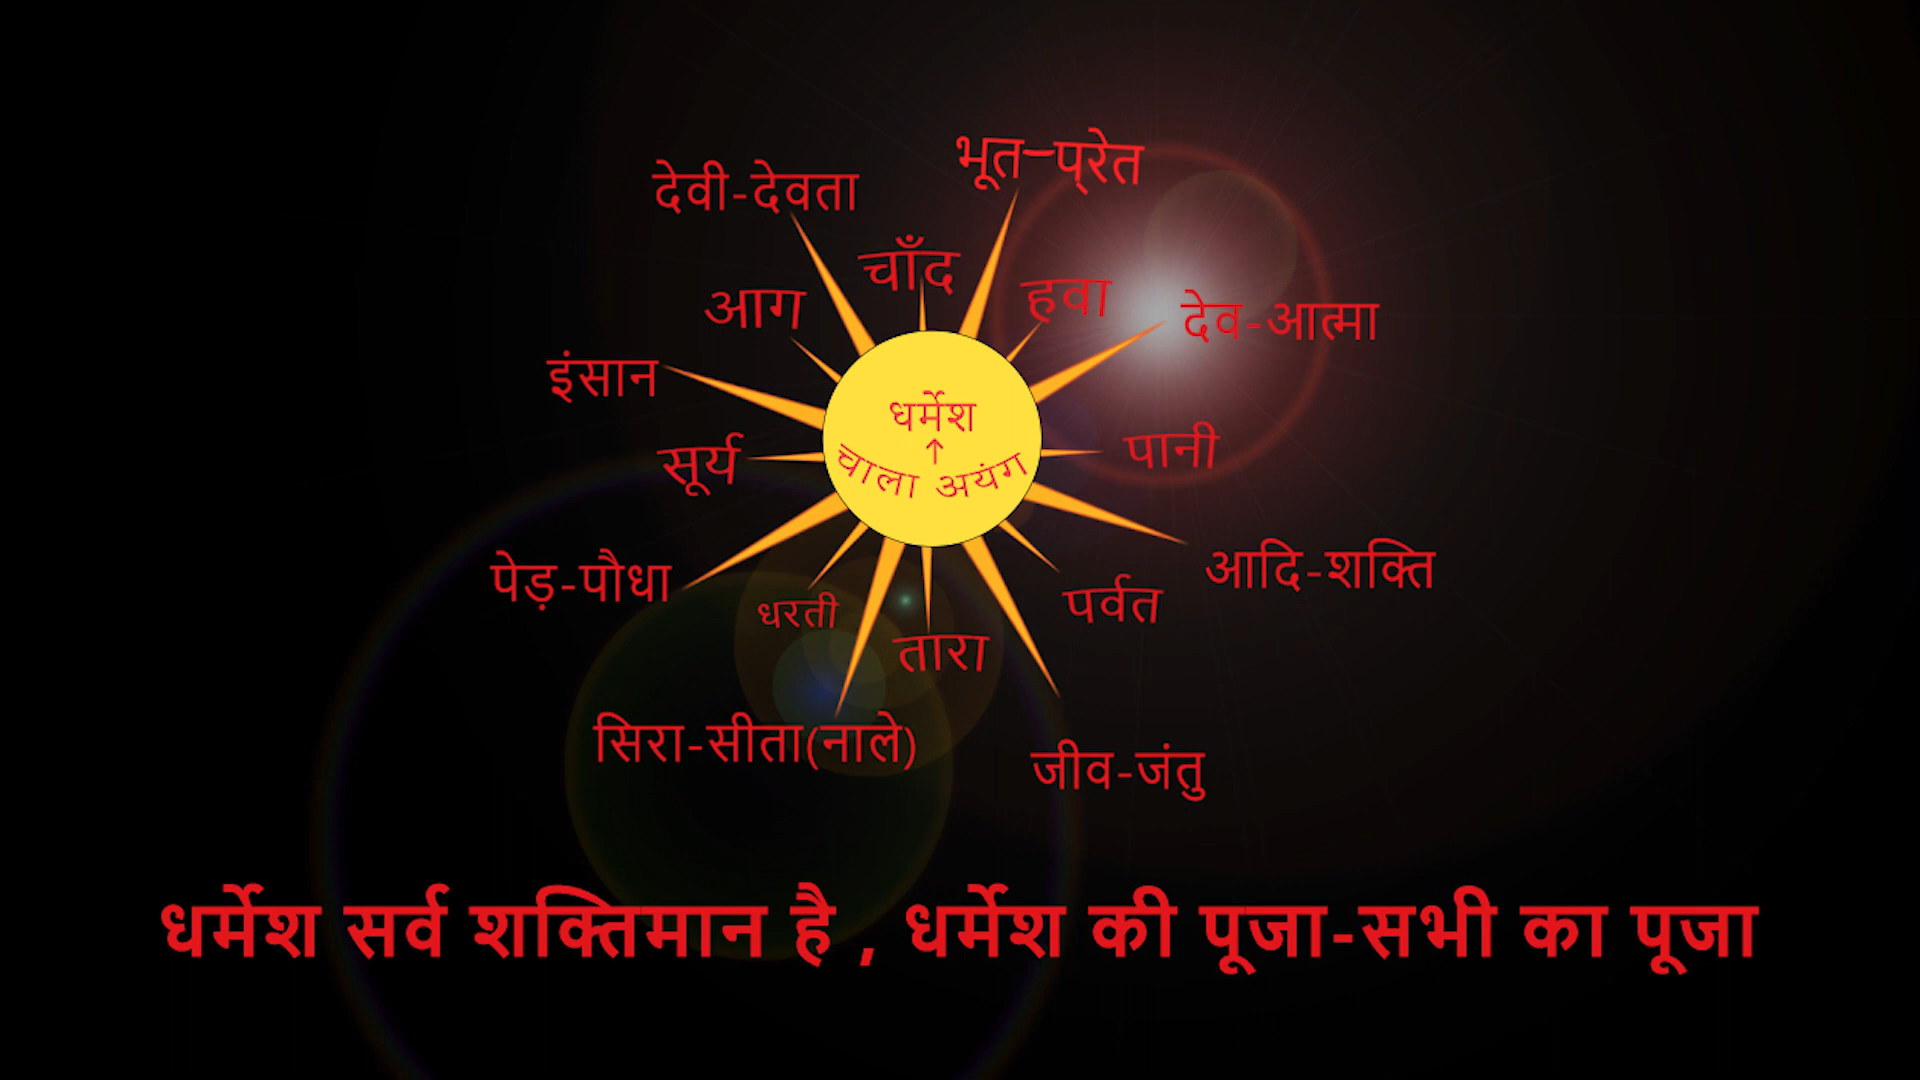 भूत-प्रेत
देवी-देवता
चाँद
हवा
आग
देव-आत्मा
इंसान
धर्मेश
↑
चाला अयंग
सूर्य
पानी
पेड़-पौधा
आदि-शक्ति
धरती
पर्वत
तारा
सिरा-सीता(नाले)
जीव-जंतु
धर्मेश सर्व शक्तिमान है , धर्मेश की पूजा-सभी का पूजा